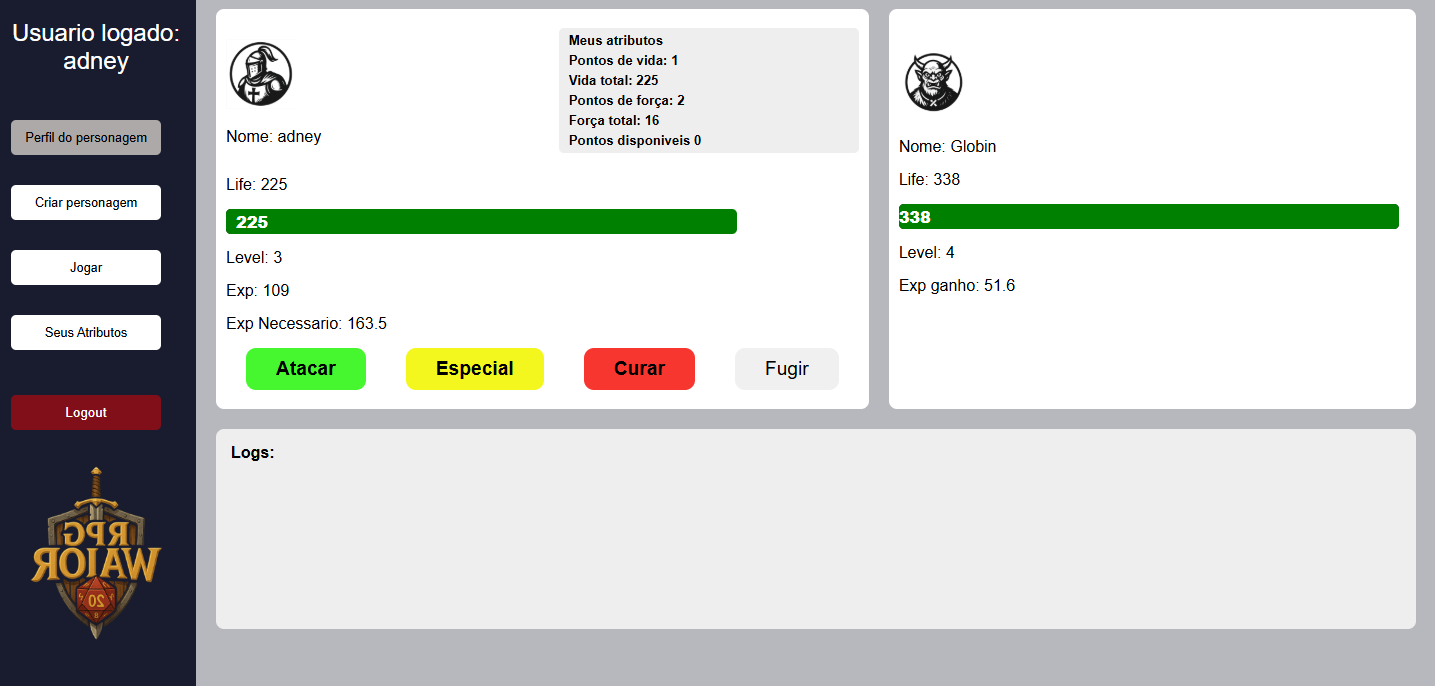 Usuario logado:
adney
Perfil do personagem
Criar personagem
Jogar
Seus Atributos
Logout
RPG
WAIOR
20
8
Meus atributos
Pontos de vida: 1
Vida total: 225
Pontos de força: 2
Força total: 16
Pontos disponiveis 0
Nome: adney
Life: 225
225
Level: 3
Exp: 109
Exp Necessario: 163.5
Atacar
Especial
Curar
Fugir
Nome: Globin
Life: 338
338
Level: 4
Exp ganho: 51.6
Logs: